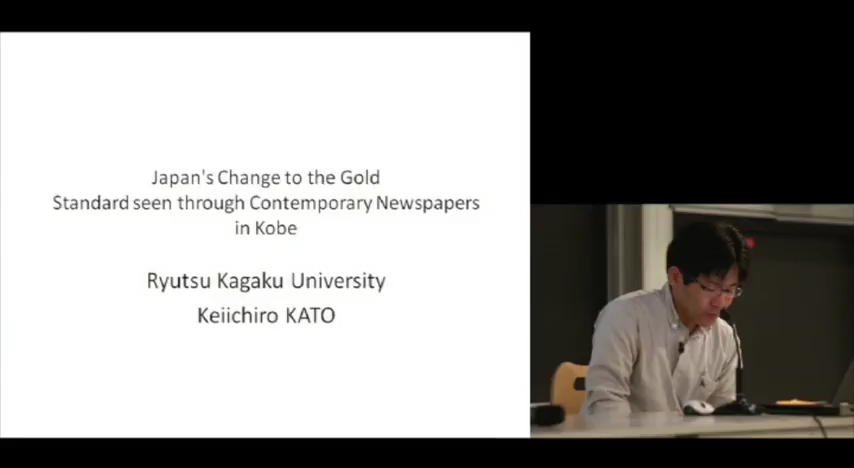 Japan's Change to the Gold
Standard seen through Contemporary Newspapers
in Kobe
Ryutsu Kagaku University
Keiichiro KATO